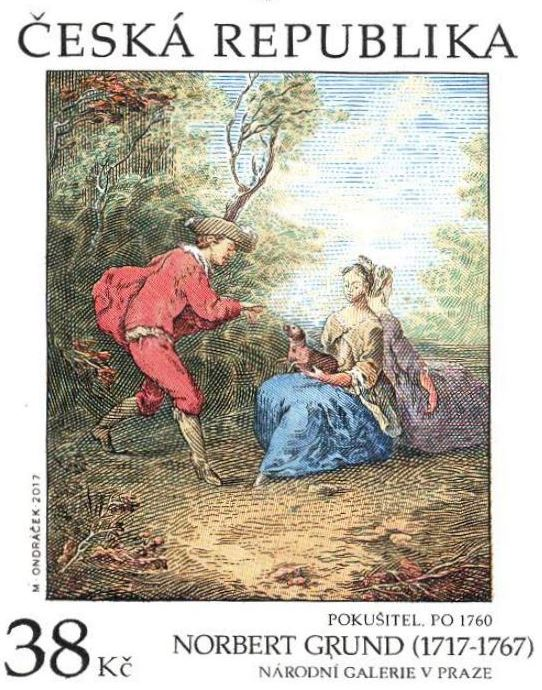 ČESKÁ REPUBLIKA
M. ONDRÁČEK 2017
POKUŠITEL, PO 1760
38 Kč
NORBERT GRUND (1717-1767)
NÁRODNÍ GALERIE V PRAZE